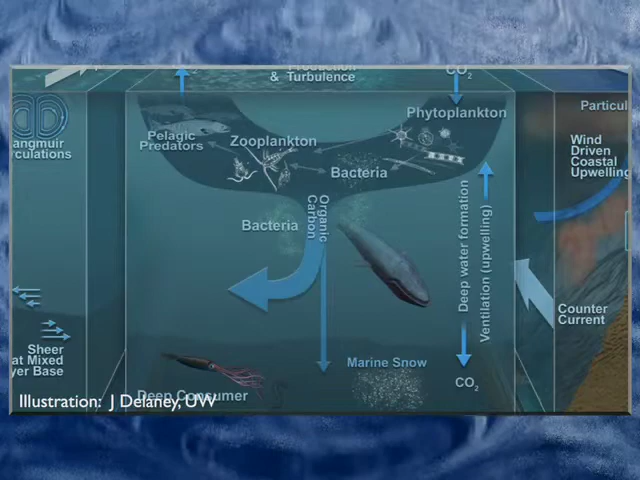 Production
& Turbulence
CO2
Phytoplankton
Particul
angmuir
rculations
Pelagic
Predators
Zooplankton
Bacteria
Wind
Driven
Coastal
Upwelling
Bacteria
Organic
Carbon
Deep water formation
Ventilation (upwelling)
Counter
Current
Sheer
at Mixed
yer Base
Marine Snow
CO2
Deep Consumer
Illustration: J Delaney, UW